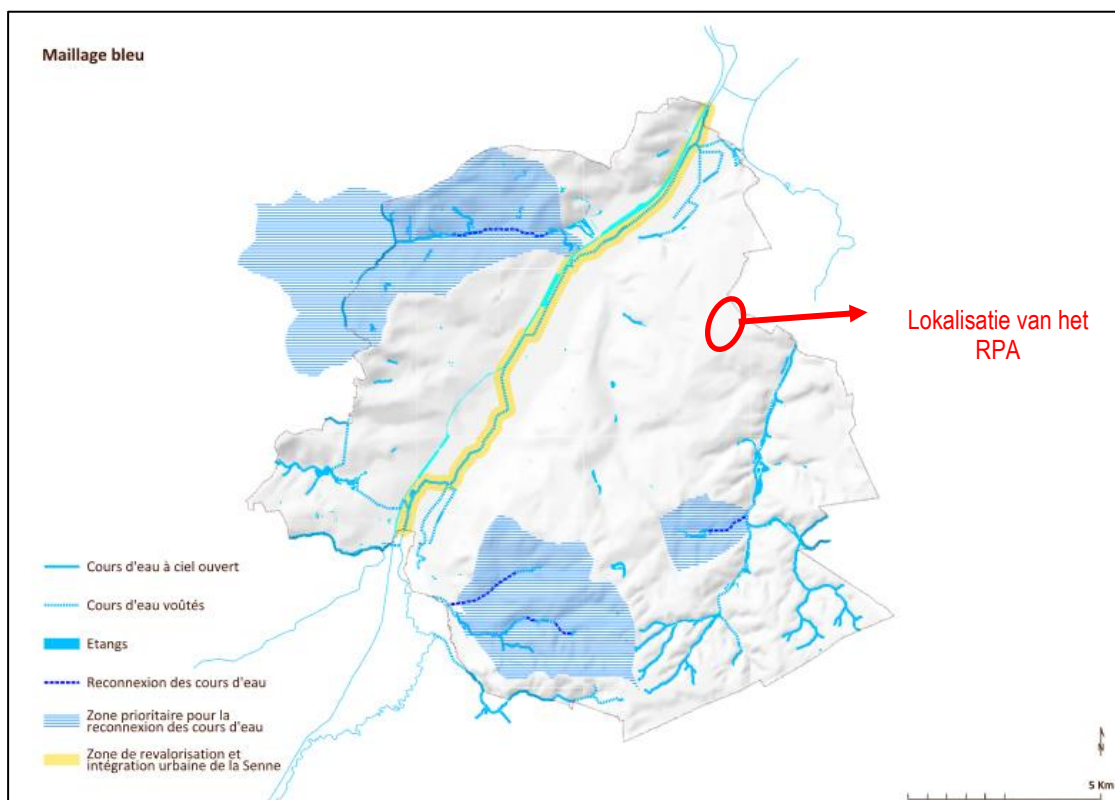 Maillage bleu
Lokalisatie van het
RPA
Cours d'eau à ciel ouvert
Cours d'eau voûtés
Etangs
Reconnexion des cours d'eau
Zone prioritaire pour la
reconnexion des cours d'eau
Zone de revalorisation et
intégration urbaine de la Senne
N
5 Km